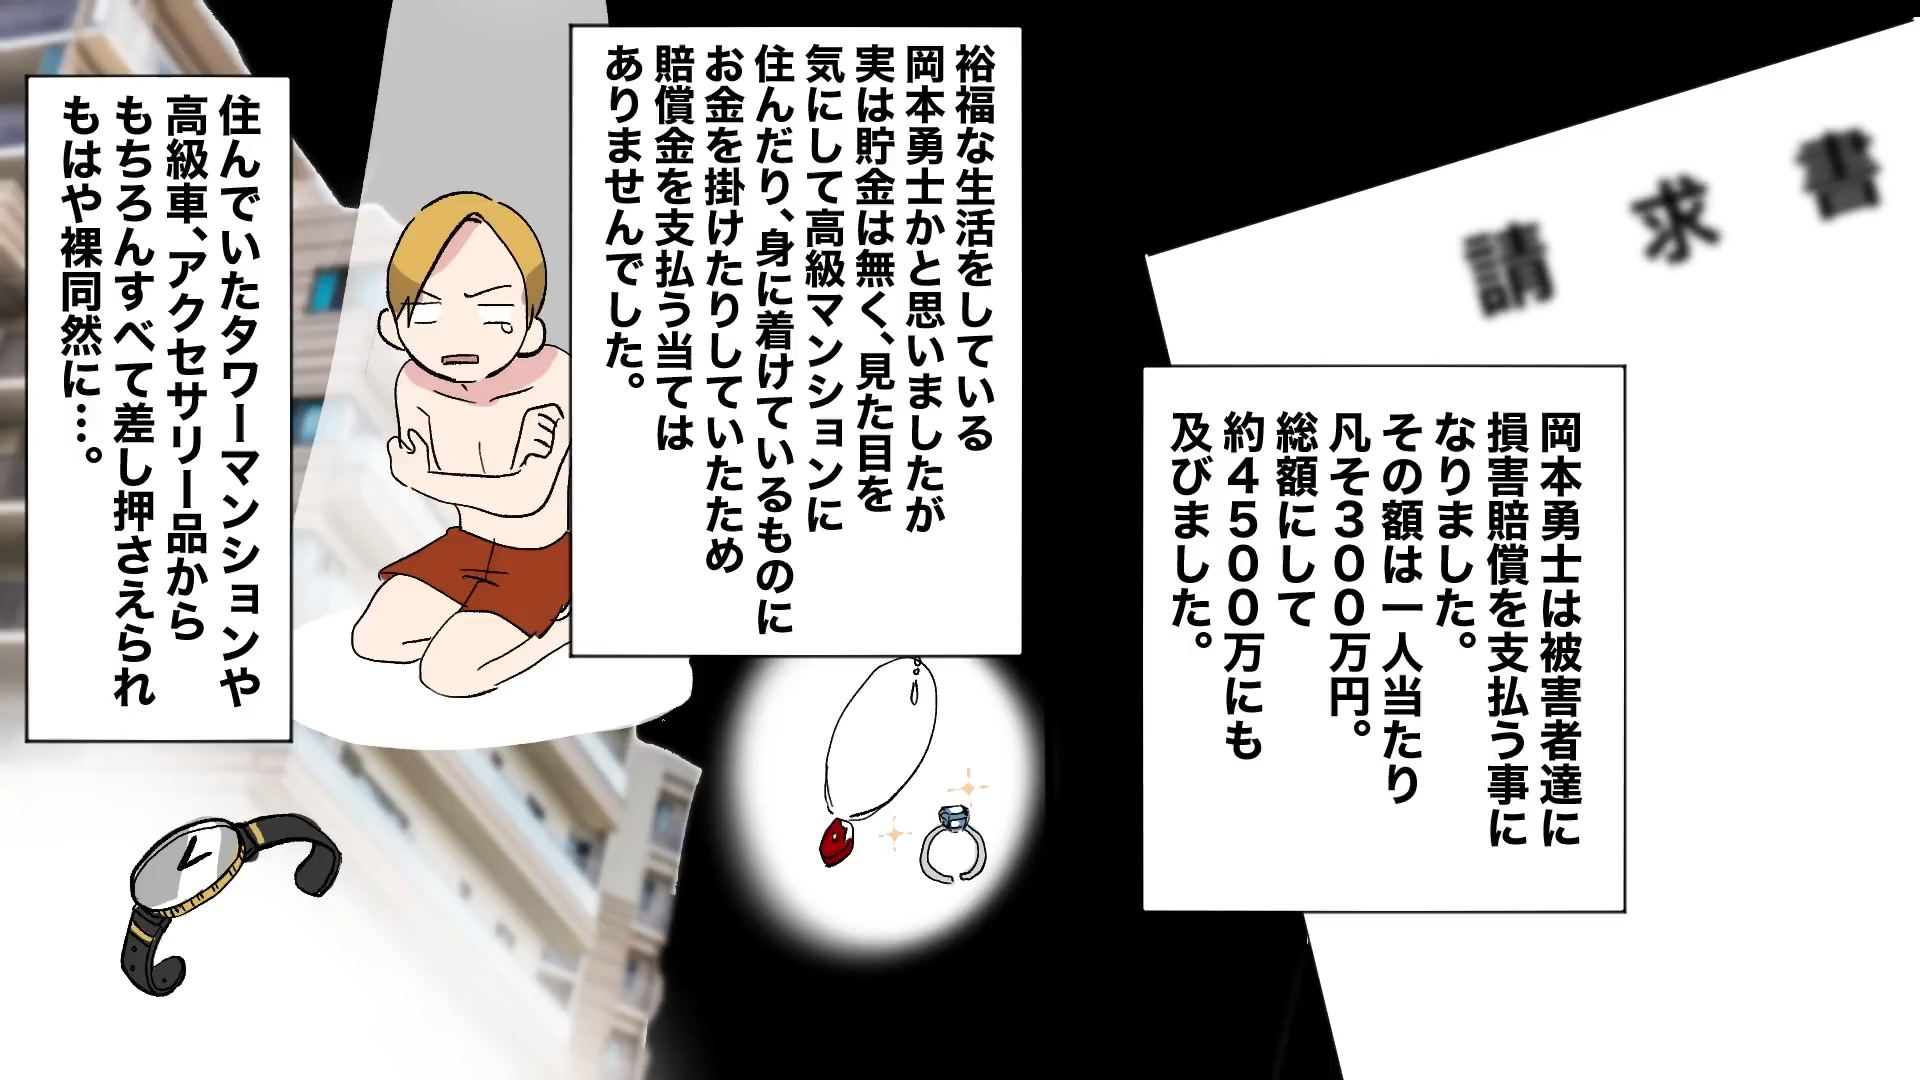 請求書
岡本勇士は被害者達に
損害賠償を支払う事に
なりました。
その額は一人当たり
凡そ300万円。
総額にして
約4500万にも
及びました。
裕福な生活をしている
岡本勇士かと思いましたが
実は貯金は無く、見た目を
気にして高級マンションに
住んだり、身に着けているものに
お金を掛けたりしていたため
賠償金を支払う当ては
ありませんでした。
住んでいたタワーマンションや
高級車、アクセサリー品から
もちろんすべて差し押さえられ
もはや裸同然に…。